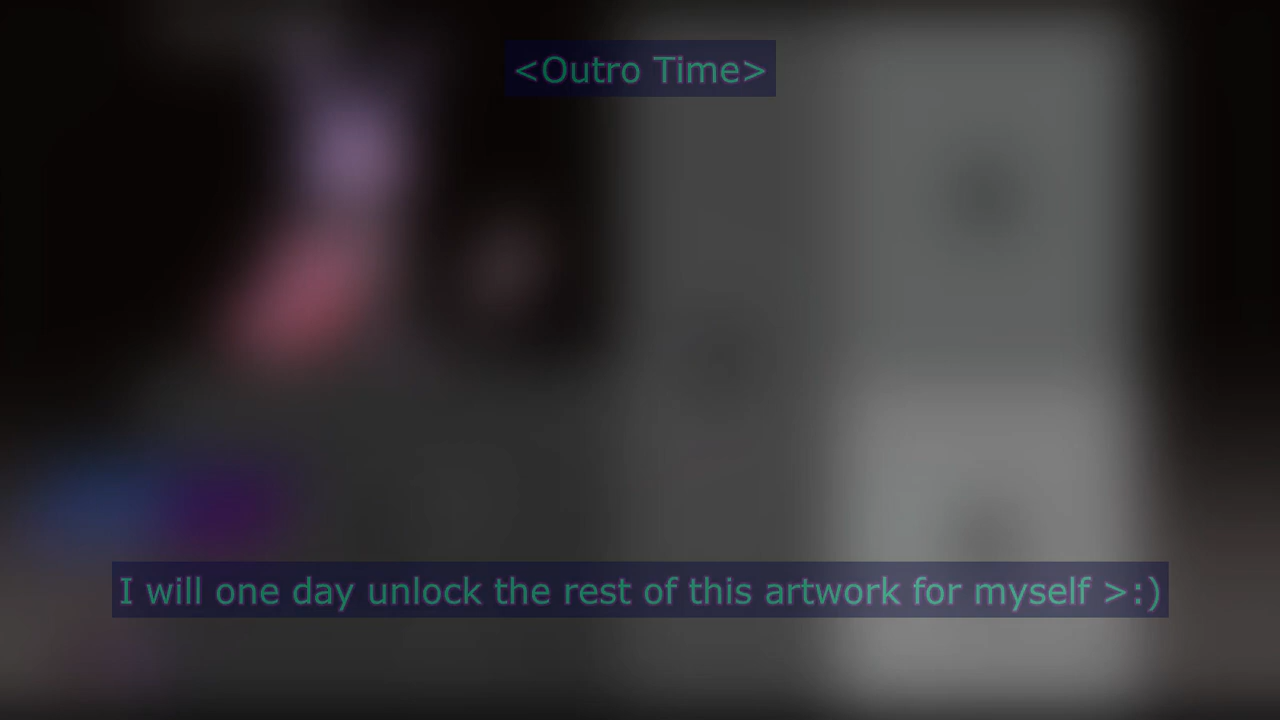 <Outro Time>
I will one day unlock the rest of this artwork for myself >:)